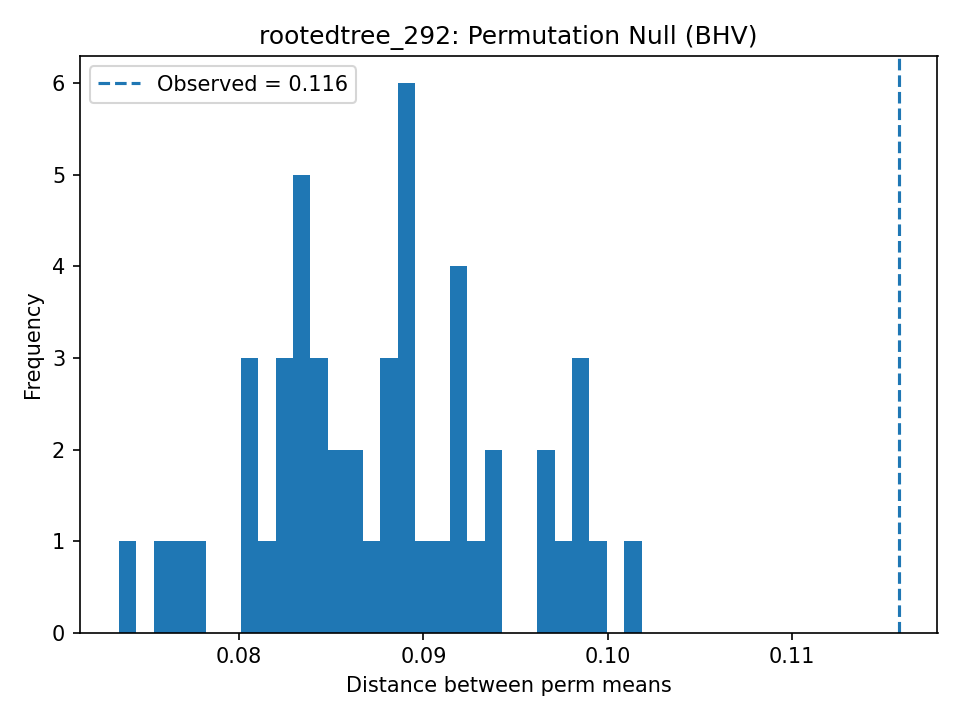 rootedtree_292: Permutation Null (BHV)
Observed = 0.116
6
5
4
3
2
1
0
Frequency
0.08 0.09 0.10 0.11
Distance between perm means